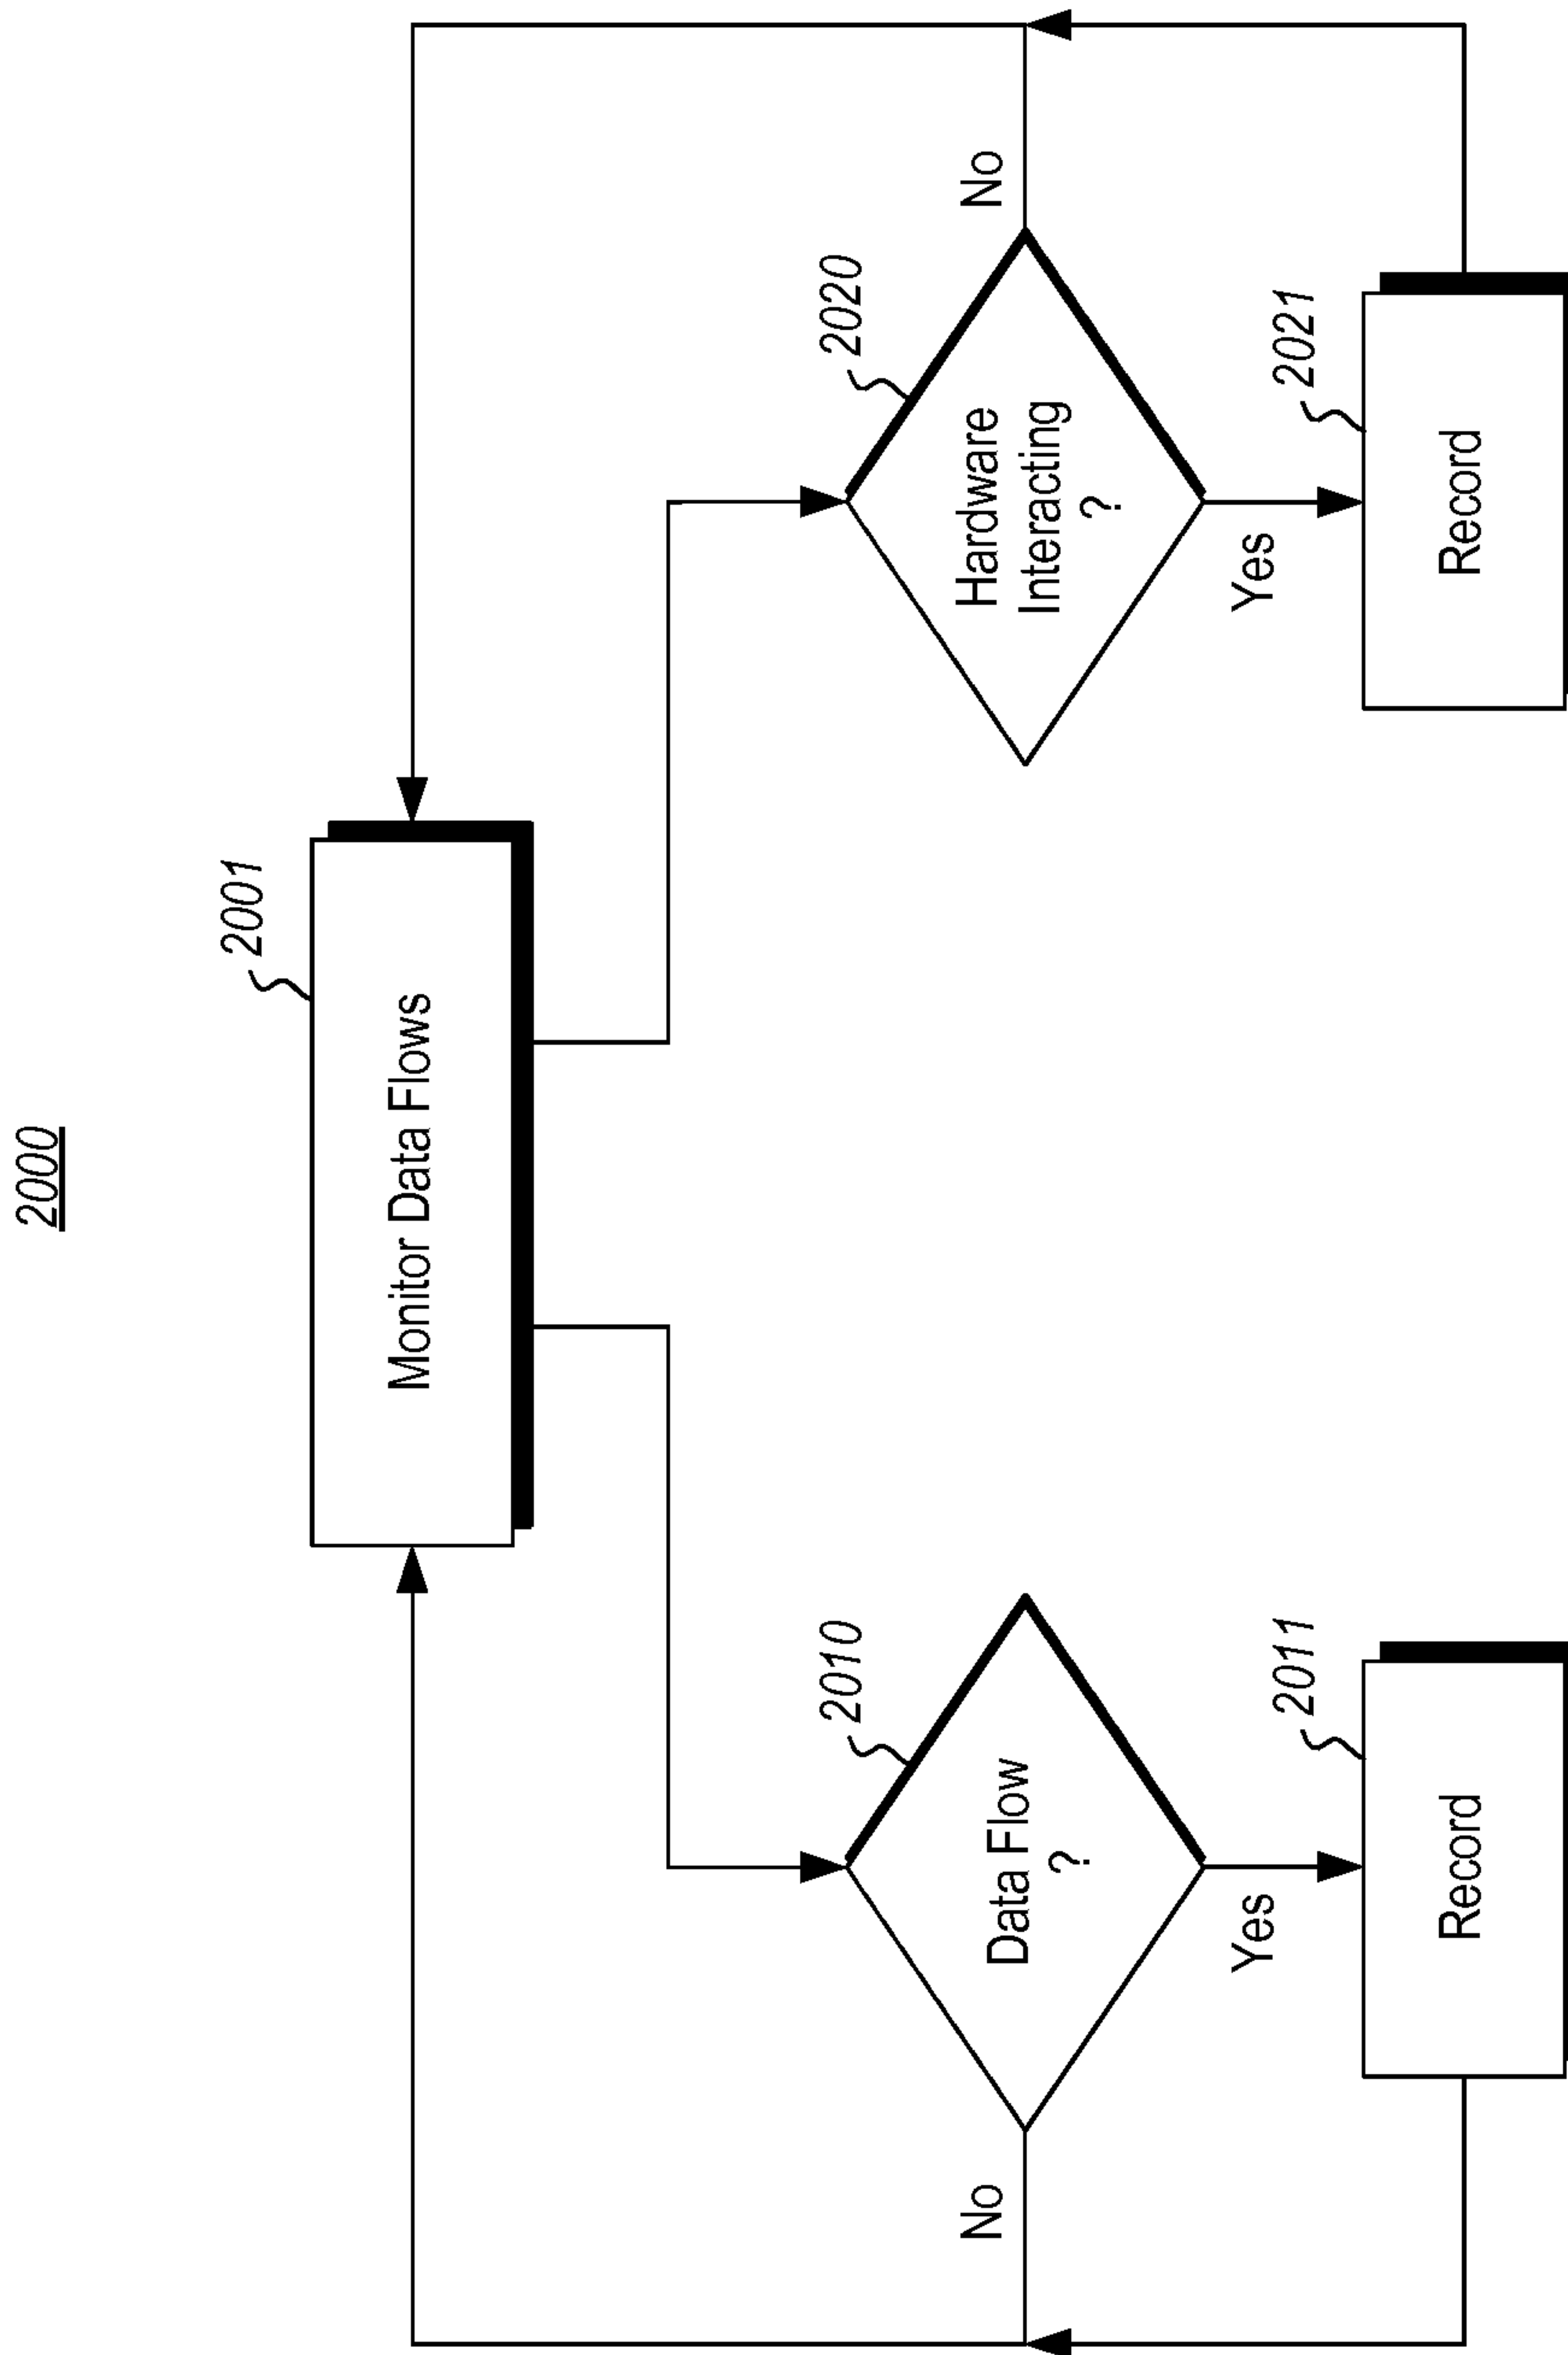 2000
2001
Monitor Data Flows
2010
Data Flow
?
No
Yes
2011
Record
2020
Hardware
Interacting
?
No
Yes
2021
Record